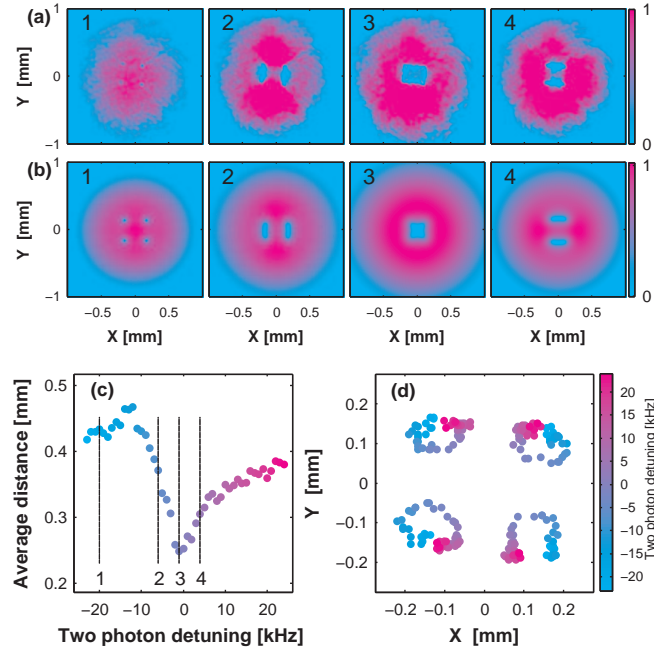 (a)
1 2 3 4
Y [mm]
1
0
−1
1
0
(b)
1 2 3 4
Y [mm]
1
0
−1
1
0
−0.5 0 0.5 −0.5 0 0.5 −0.5 0 0.5 −0.5 0 0.5
X [mm] X [mm] X [mm] X [mm]
(c)
Average distance [mm]
0.5
0.4
0.3
0.2
1 2 3 4
−20 −10 0 10 20
Two photon detuning [kHz]
(d)
Y [mm]
0.2
0.1
0
−0.1
−0.2
−0.2 −0.1 0 0.1 0.2
X [mm]
20
15
10
5
0
−5
−10
−15
−20
Two photon detuning [kHz]